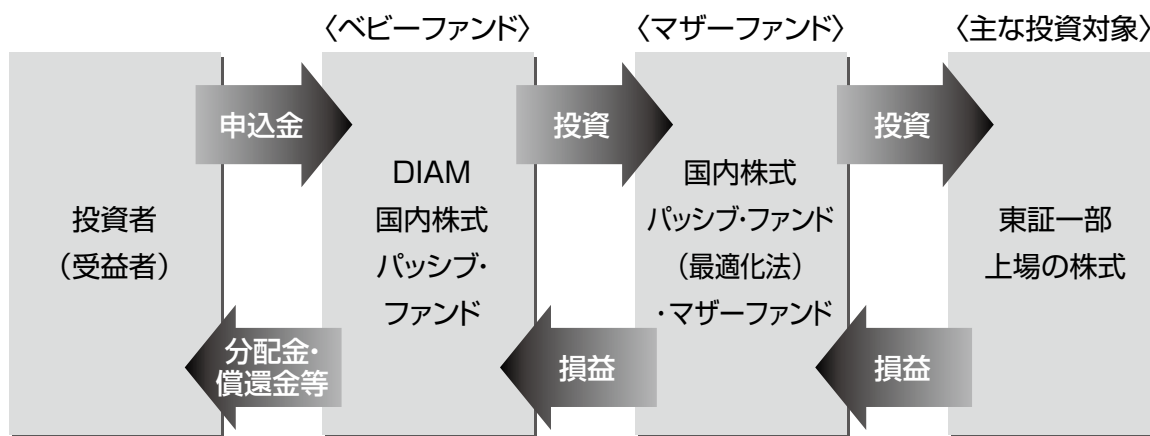 〈ベビーファンド〉
〈マザーファンド〉
〈主な投資対象〉
申込金
投資
投資
投資者
（受益者）
DIAM
国内株式
パッシブ・
ファンド
国内株式
パッシブ・ファンド
（最適化法）
・マザーファンド
東証一部
上場の株式
分配金・
償還金等
損益
損益